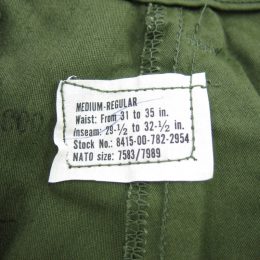 MEDIUM-REGULAR
Waist: From 31 to 35 in.
Inseam: 29-1/2 to 32-1/2 in.
Stock No.: 8415-00-782-2954
NATO size: 7583/7989